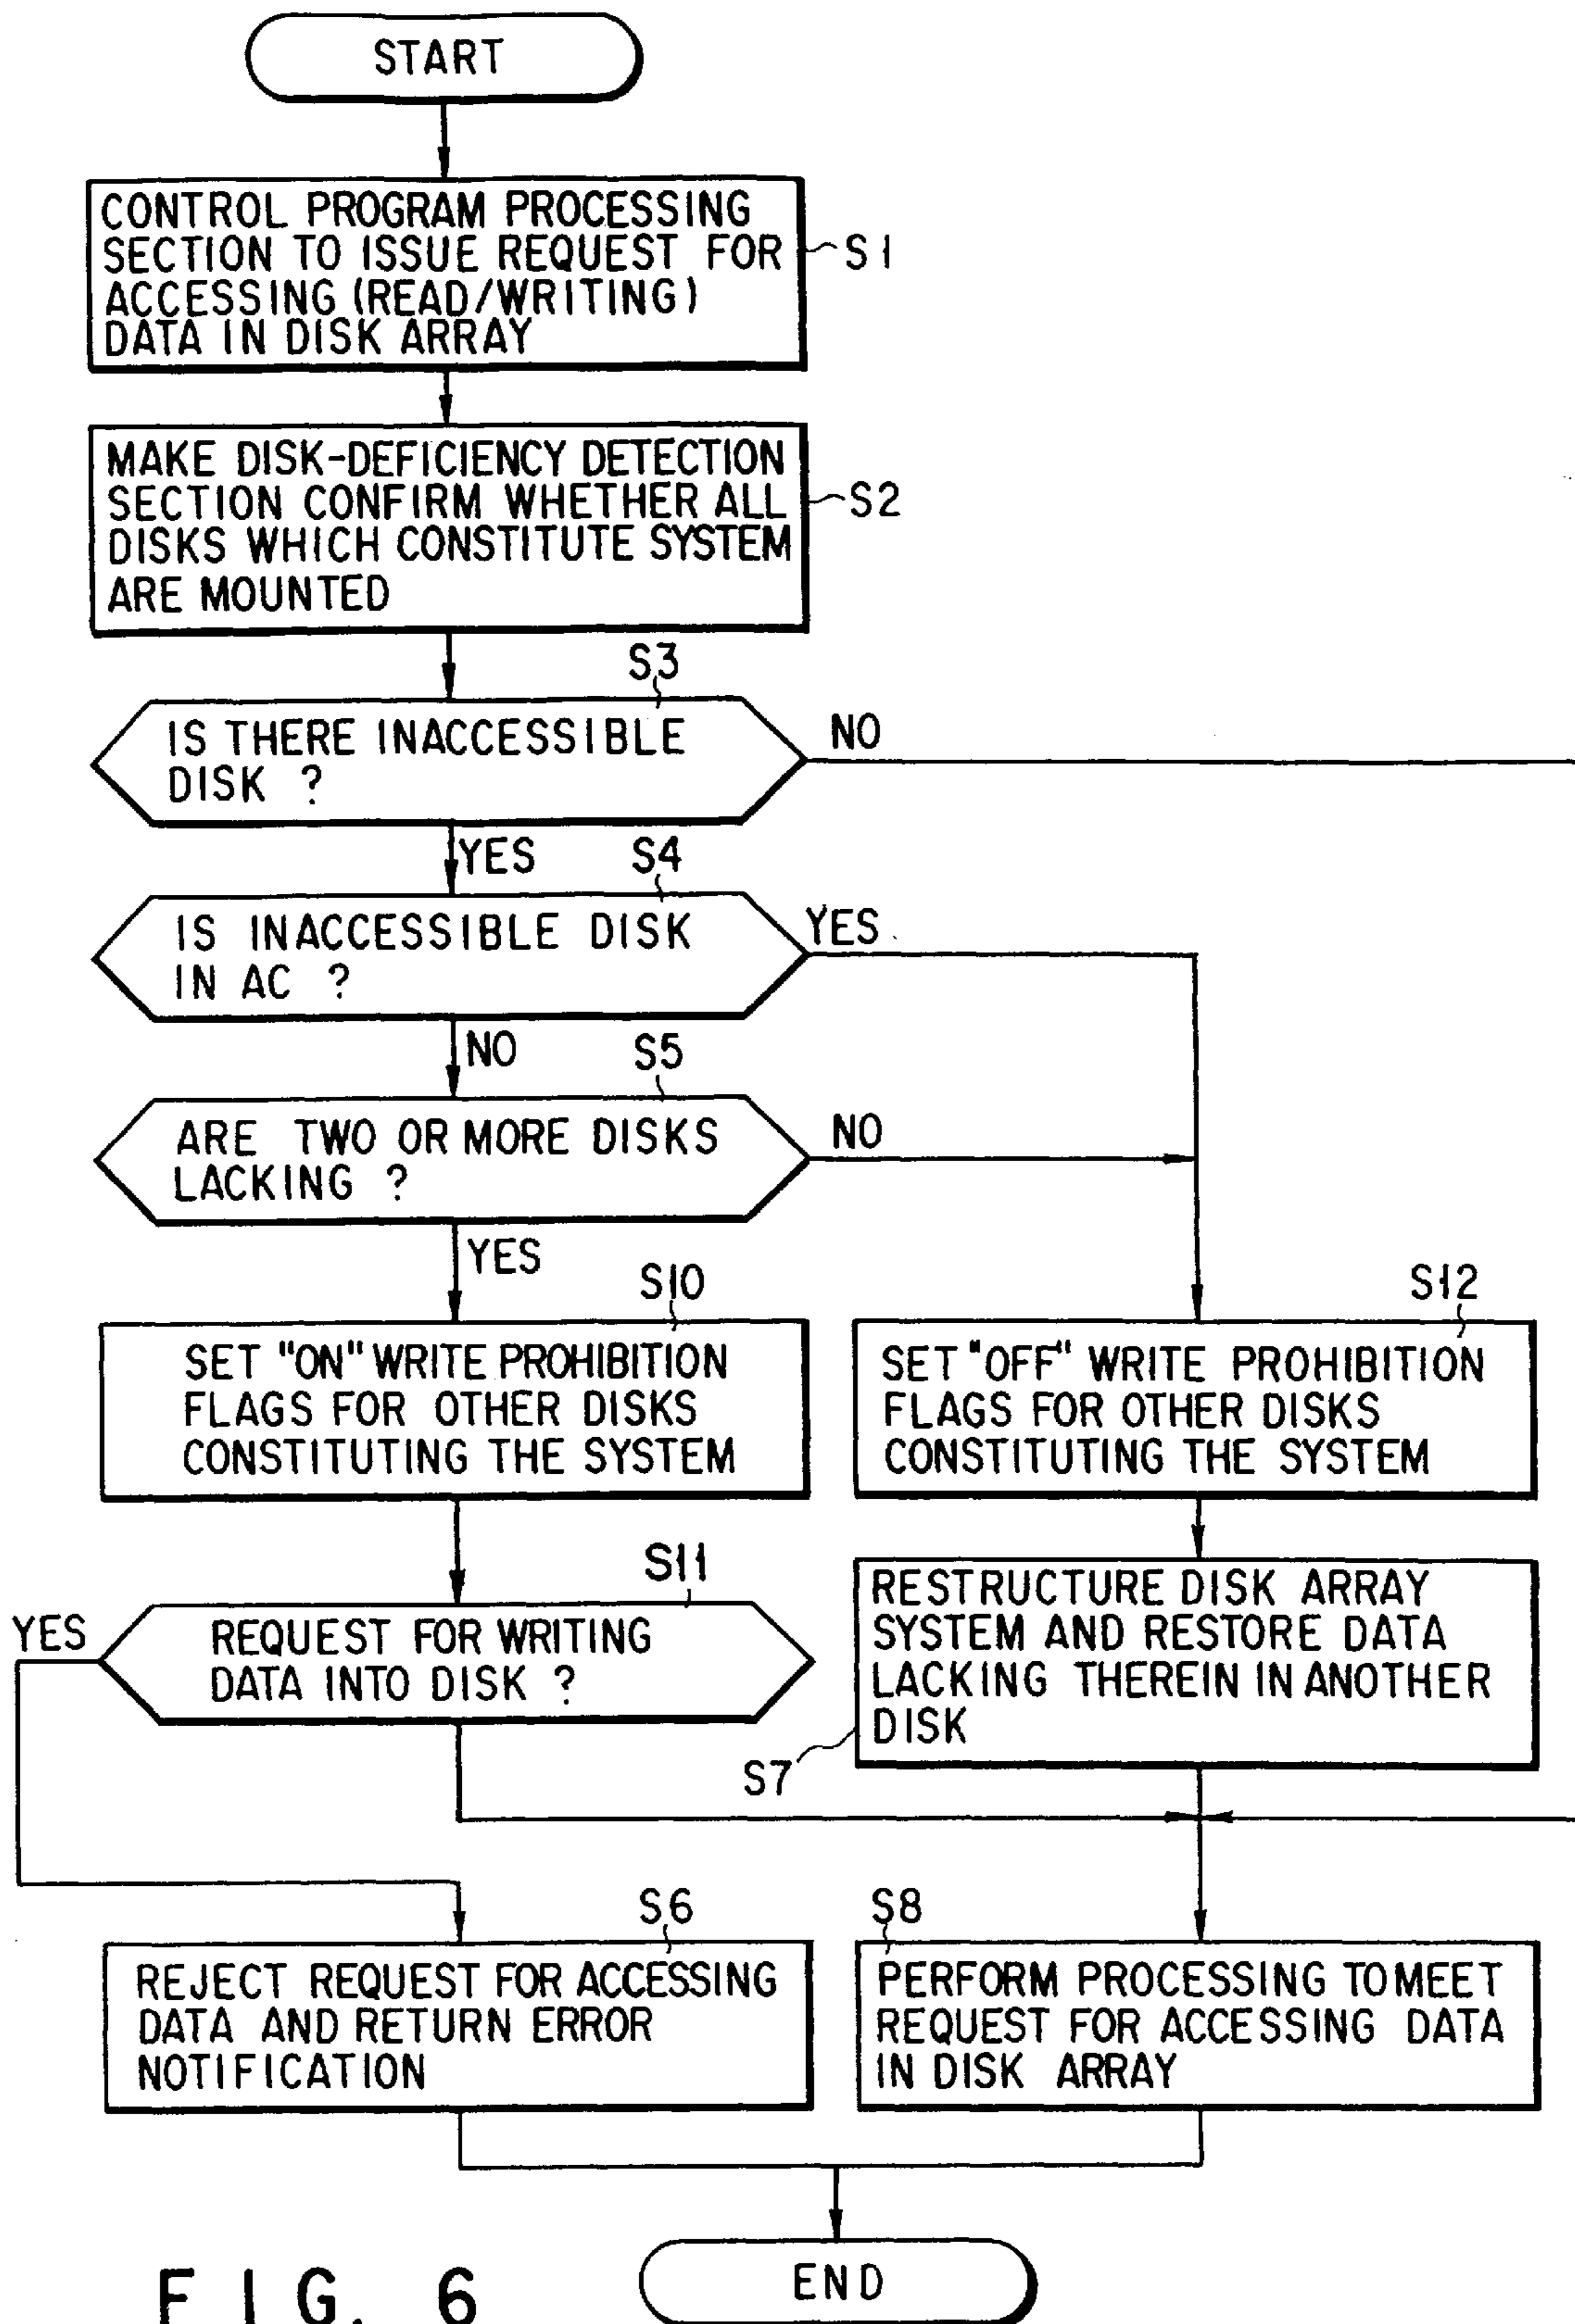 START
CONTROL PROGRAM PROCESSING
SECTION TO ISSUE REQUEST FOR
ACCESSING (READ/WRITING)
DATA IN DISK ARRAY
S1
MAKE DISK-DEFICIENCY DETECTION
SECTION CONFIRM WHETHER ALL
DISKS WHICH CONSTITUTE SYSTEM
ARE MOUNTED
S2
S3
IS THERE INACCESSIBLE
DISK ?
NO
YES
S4
IS INACCESSIBLE DISK
IN AC ?
YES
NO
S5
ARE TWO OR MORE DISKS
LACKING ?
NO
YES
S10
SET "ON" WRITE PROHIBITION
FLAGS FOR OTHER DISKS
CONSTITUTING THE SYSTEM
S12
SET "OFF" WRITE PROHIBITION
FLAGS FOR OTHER DISKS
CONSTITUTING THE SYSTEM
S11
YES
REQUEST FOR WRITING
DATA INTO DISK ?
RESTRUCTURE DISK ARRAY
SYSTEM AND RESTORE DATA
LACKING THEREIN IN ANOTHER
DISK
S7
S6
REJECT REQUEST FOR ACCESSING
DATA AND RETURN ERROR
NOTIFICATION
S8
PERFORM PROCESSING TO MEET
REQUEST FOR ACCESSING DATA
IN DISK ARRAY
END
FIG. 6